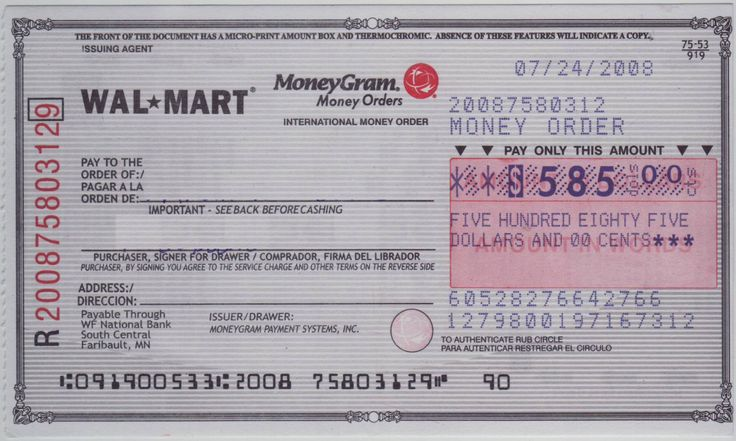 THE FRONT OF THE DOCUMENT HAS A MICRO-PRINT AMOUNT BOX AND THERMOCHROMIC. ABSENCE OF THESE FEATURES WILL INDICATE A COPY.
ISSUING AGENT
75-53
919
07/24/2008
WAL★MART®
MoneyGram.
Money Orders
INTERNATIONAL MONEY ORDER
20087580312
MONEY ORDER
R200875803129
PAY ONLY THIS AMOUNT
PAY TO THE
ORDER OF:/
PAGAR A LA
ORDEN DE:
IMPORTANT - SEE BACK BEFORE CASHING
**$585 dols 00 cts
FIVE HUNDRED EIGHTY FIVE
DOLLARS AND 00 CENTS***
AMOUNT IN WORDS
PURCHASER, SIGNER FOR DRAWER / COMPRADOR, FIRMA DEL LIBRADOR
PURCHASER, BY SIGNING YOU AGREE TO THE SERVICE CHARGE AND OTHER TERMS ON THE REVERSE SIDE
ADDRESS:/
DIRECCION:
60528276642766
1279800197167312
Payable Through
WF National Bank
South Central
Faribault, MN
ISSUER/DRAWER:
MONEYGRAM PAYMENT SYSTEMS, INC.
TO AUTHENTICATE RUB CIRCLE
PARA AUTENTICAR RESTREGAR EL CIRCULO
⑆091900533⑆2008 75803129⑈ 90